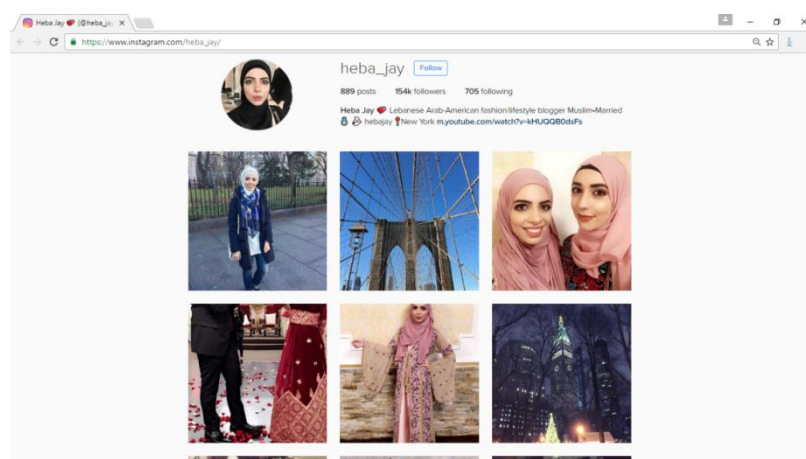 Heba Jay (@heba_ja
https://www.instagram.com/heba_jay/
heba_jay Follow
889 posts 154k followers 705 following
Heba Jay Lebanese Arab-American fashion/lifestyle blogger Muslim•Married
hebajay New York m.youtube.com/watch?v=kHUQQB0dsFs